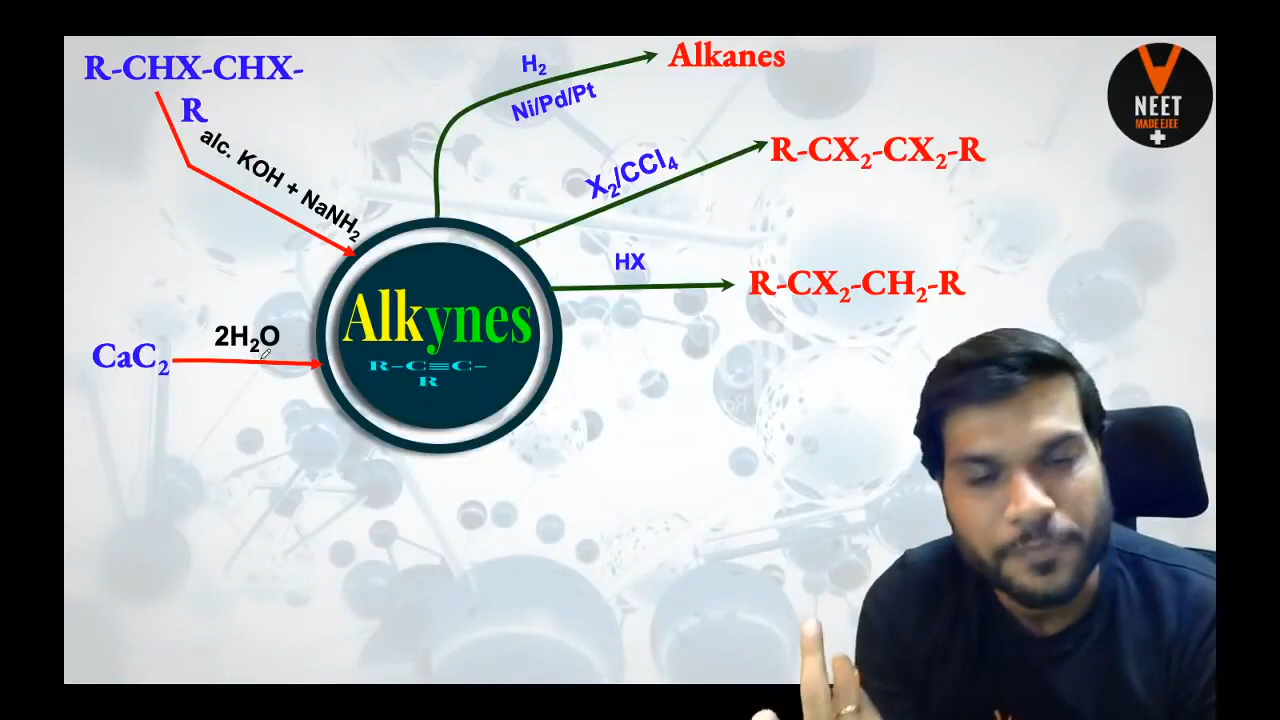 R-CHX-CHX-
R
alc. KOH + NaNH₂
CaC₂
2H₂O
H₂
Ni/Pd/Pt
Alkanes
X₂/CCl₄
R-CX₂-CX₂-R
HX
R-CX₂-CH₂-R
Alkynes
R–C≡C–
R
V
NEET
MADE EJEE